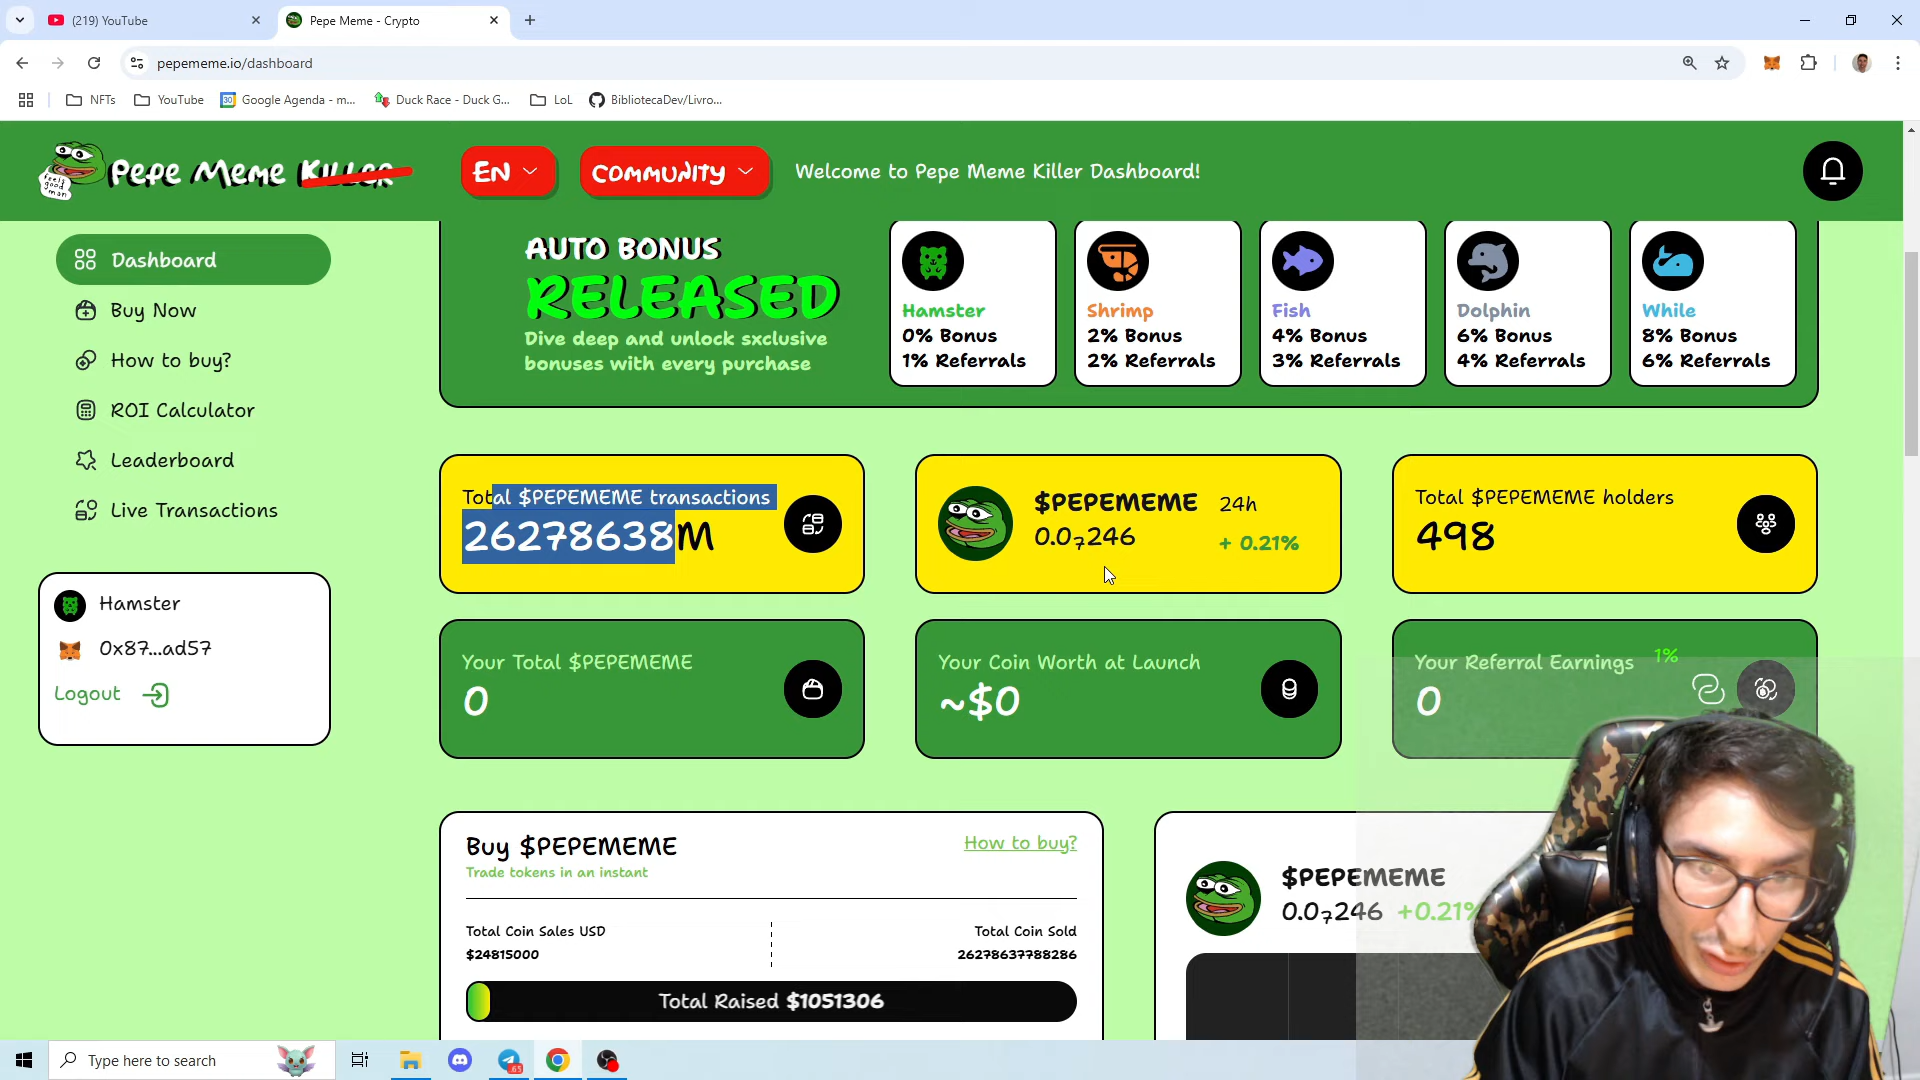 (219) YouTube
Pepe Meme - Crypto
pepememe.io/dashboard
NFTs
YouTube
Google Agenda - m...
Duck Race - Duck G...
LoL
BibliotecaDev/Livro...
feels good man
Pepe Meme Killer
EN
COMMUNITY
Welcome to Pepe Meme Killer Dashboard!
Dashboard
Buy Now
How to buy?
ROI Calculator
Leaderboard
Live Transactions
Hamster
0x87...ad57
Logout
AUTO BONUS
RELEASED
Dive deep and unlock sxclusive
bonuses with every purchase
Hamster
0% Bonus
1% Referrals
Shrimp
2% Bonus
2% Referrals
Fish
4% Bonus
3% Referrals
Dolphin
6% Bonus
4% Referrals
While
8% Bonus
6% Referrals
Total $PEPEMEME transactions
26278638M
$PEPEMEME 24h
0.0₇246 + 0.21%
Total $PEPEMEME holders
498
Your Total $PEPEMEME
0
Your Coin Worth at Launch
~$0
Your Referral Earnings 1%
0
Buy $PEPEMEME
How to buy?
Trade tokens in an instant
Total Coin Sales USD
$24815000
Total Coin Sold
26278637788286
Total Raised $1051306
$PEPEMEME
0.0₇246 +0.21%
Type here to search
65